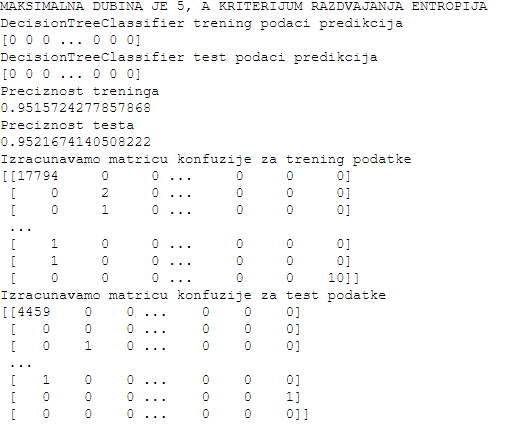 MAKSIMALNA DUBINA JE 5, A KRITERIJUM RAZDVAJANJA ENTROPIJA
DecisionTreeClassifier trening podaci predikcija
[0 0 0 ... 0 0 0]
DecisionTreeClassifier test podaci predikcija
[0 0 0 ... 0 0 0]
Preciznost treninga
0.9515724277857868
Preciznost testa
0.9521674140508222
Izracunavamo matricu konfuzije za trening podatke
[[17794 0 0 ... 0 0 0]
[ 0 2 0 ... 0 0 0]
[ 0 1 0 ... 0 0 0]
...
[ 1 0 0 ... 0 0 0]
[ 1 0 0 ... 0 0 0]
[ 0 0 0 ... 0 0 10]]
Izracunavamo matricu konfuzije za test podatke
[[4459 0 0 ... 0 0 0]
[ 0 0 0 ... 0 0 0]
[ 0 1 0 ... 0 0 0]
...
[ 1 0 0 ... 0 0 0]
[ 0 0 0 ... 0 0 1]
[ 0 0 0 ... 0 0 0]]